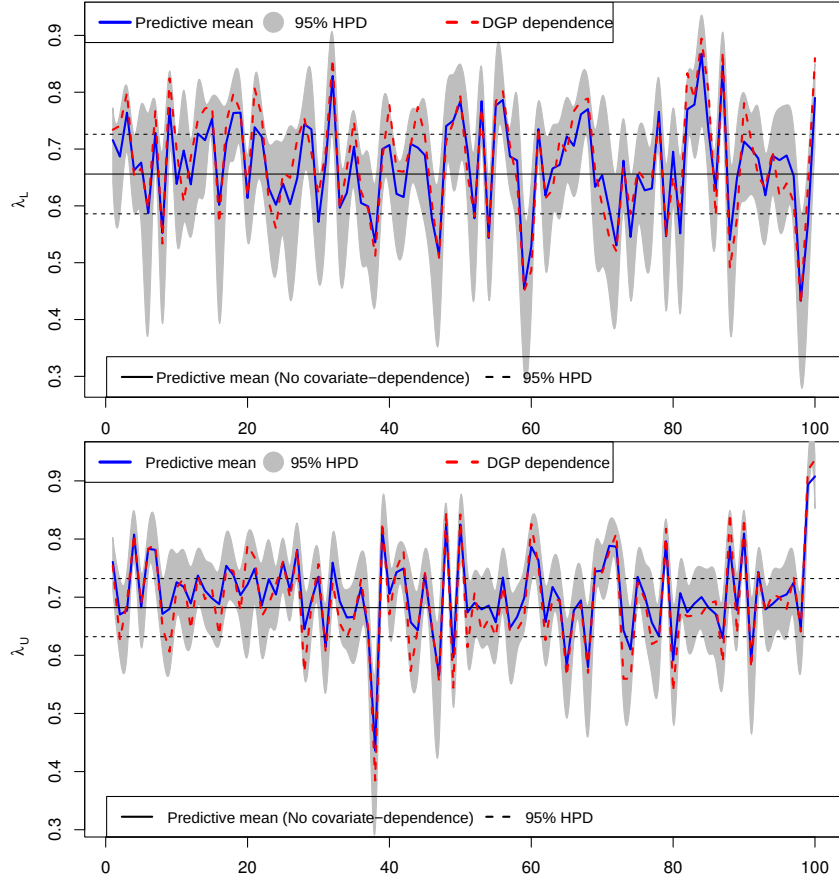 Predictive mean 95% HPD DGP dependence
0.9
0.8
0.7
0.6
0.5
0.4
0.3
λL
Predictive mean (No covariate−dependence) 95% HPD
0 20 40 60 80 100
Predictive mean 95% HPD DGP dependence
0.9
0.8
0.7
0.6
0.5
0.4
0.3
λU
Predictive mean (No covariate−dependence) 95% HPD
0 20 40 60 80 100